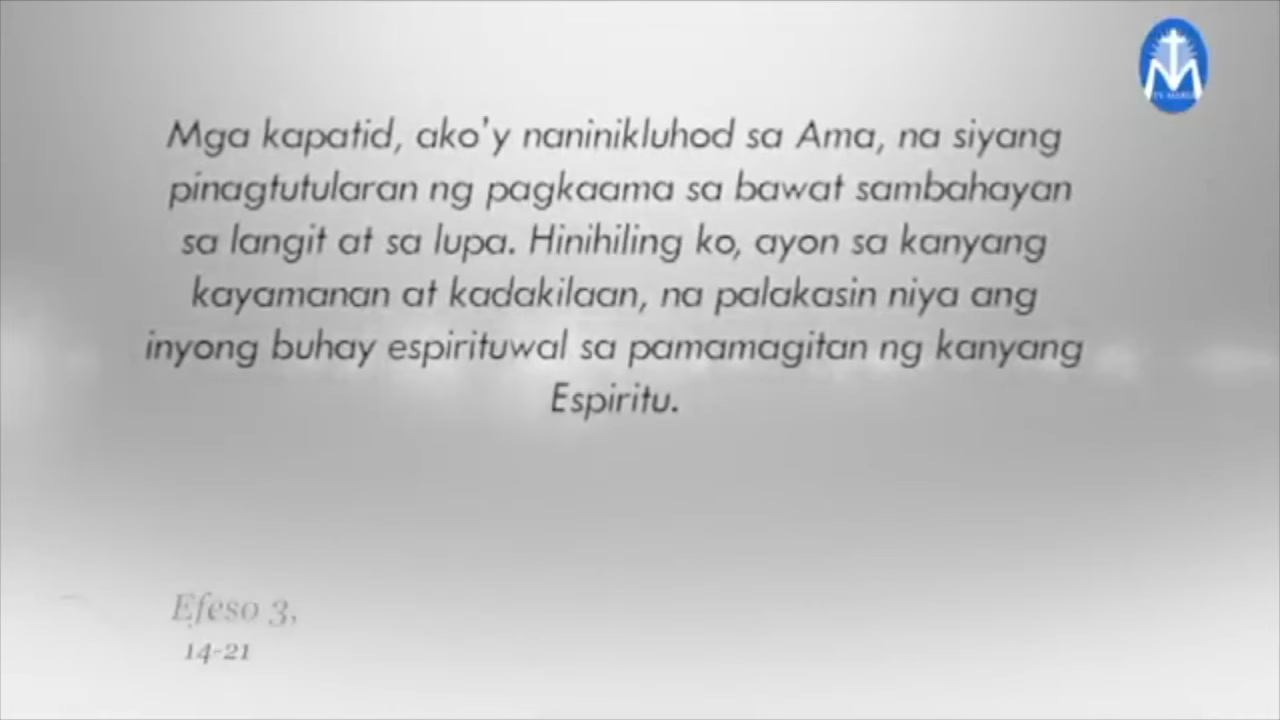 Mga kapatid, ako'y naninikluhod sa Ama, na siyang
pinagtutularan ng pagkaama sa bawat sambahayan
sa langit at sa lupa. Hinihiling ko, ayon sa kanyang
kayamanan at kadakilaan, na palakasin niya ang
inyong buhay espirituwal sa pamamagitan ng kanyang
Espiritu.
Efeso 3,
14-21
TV MARIA